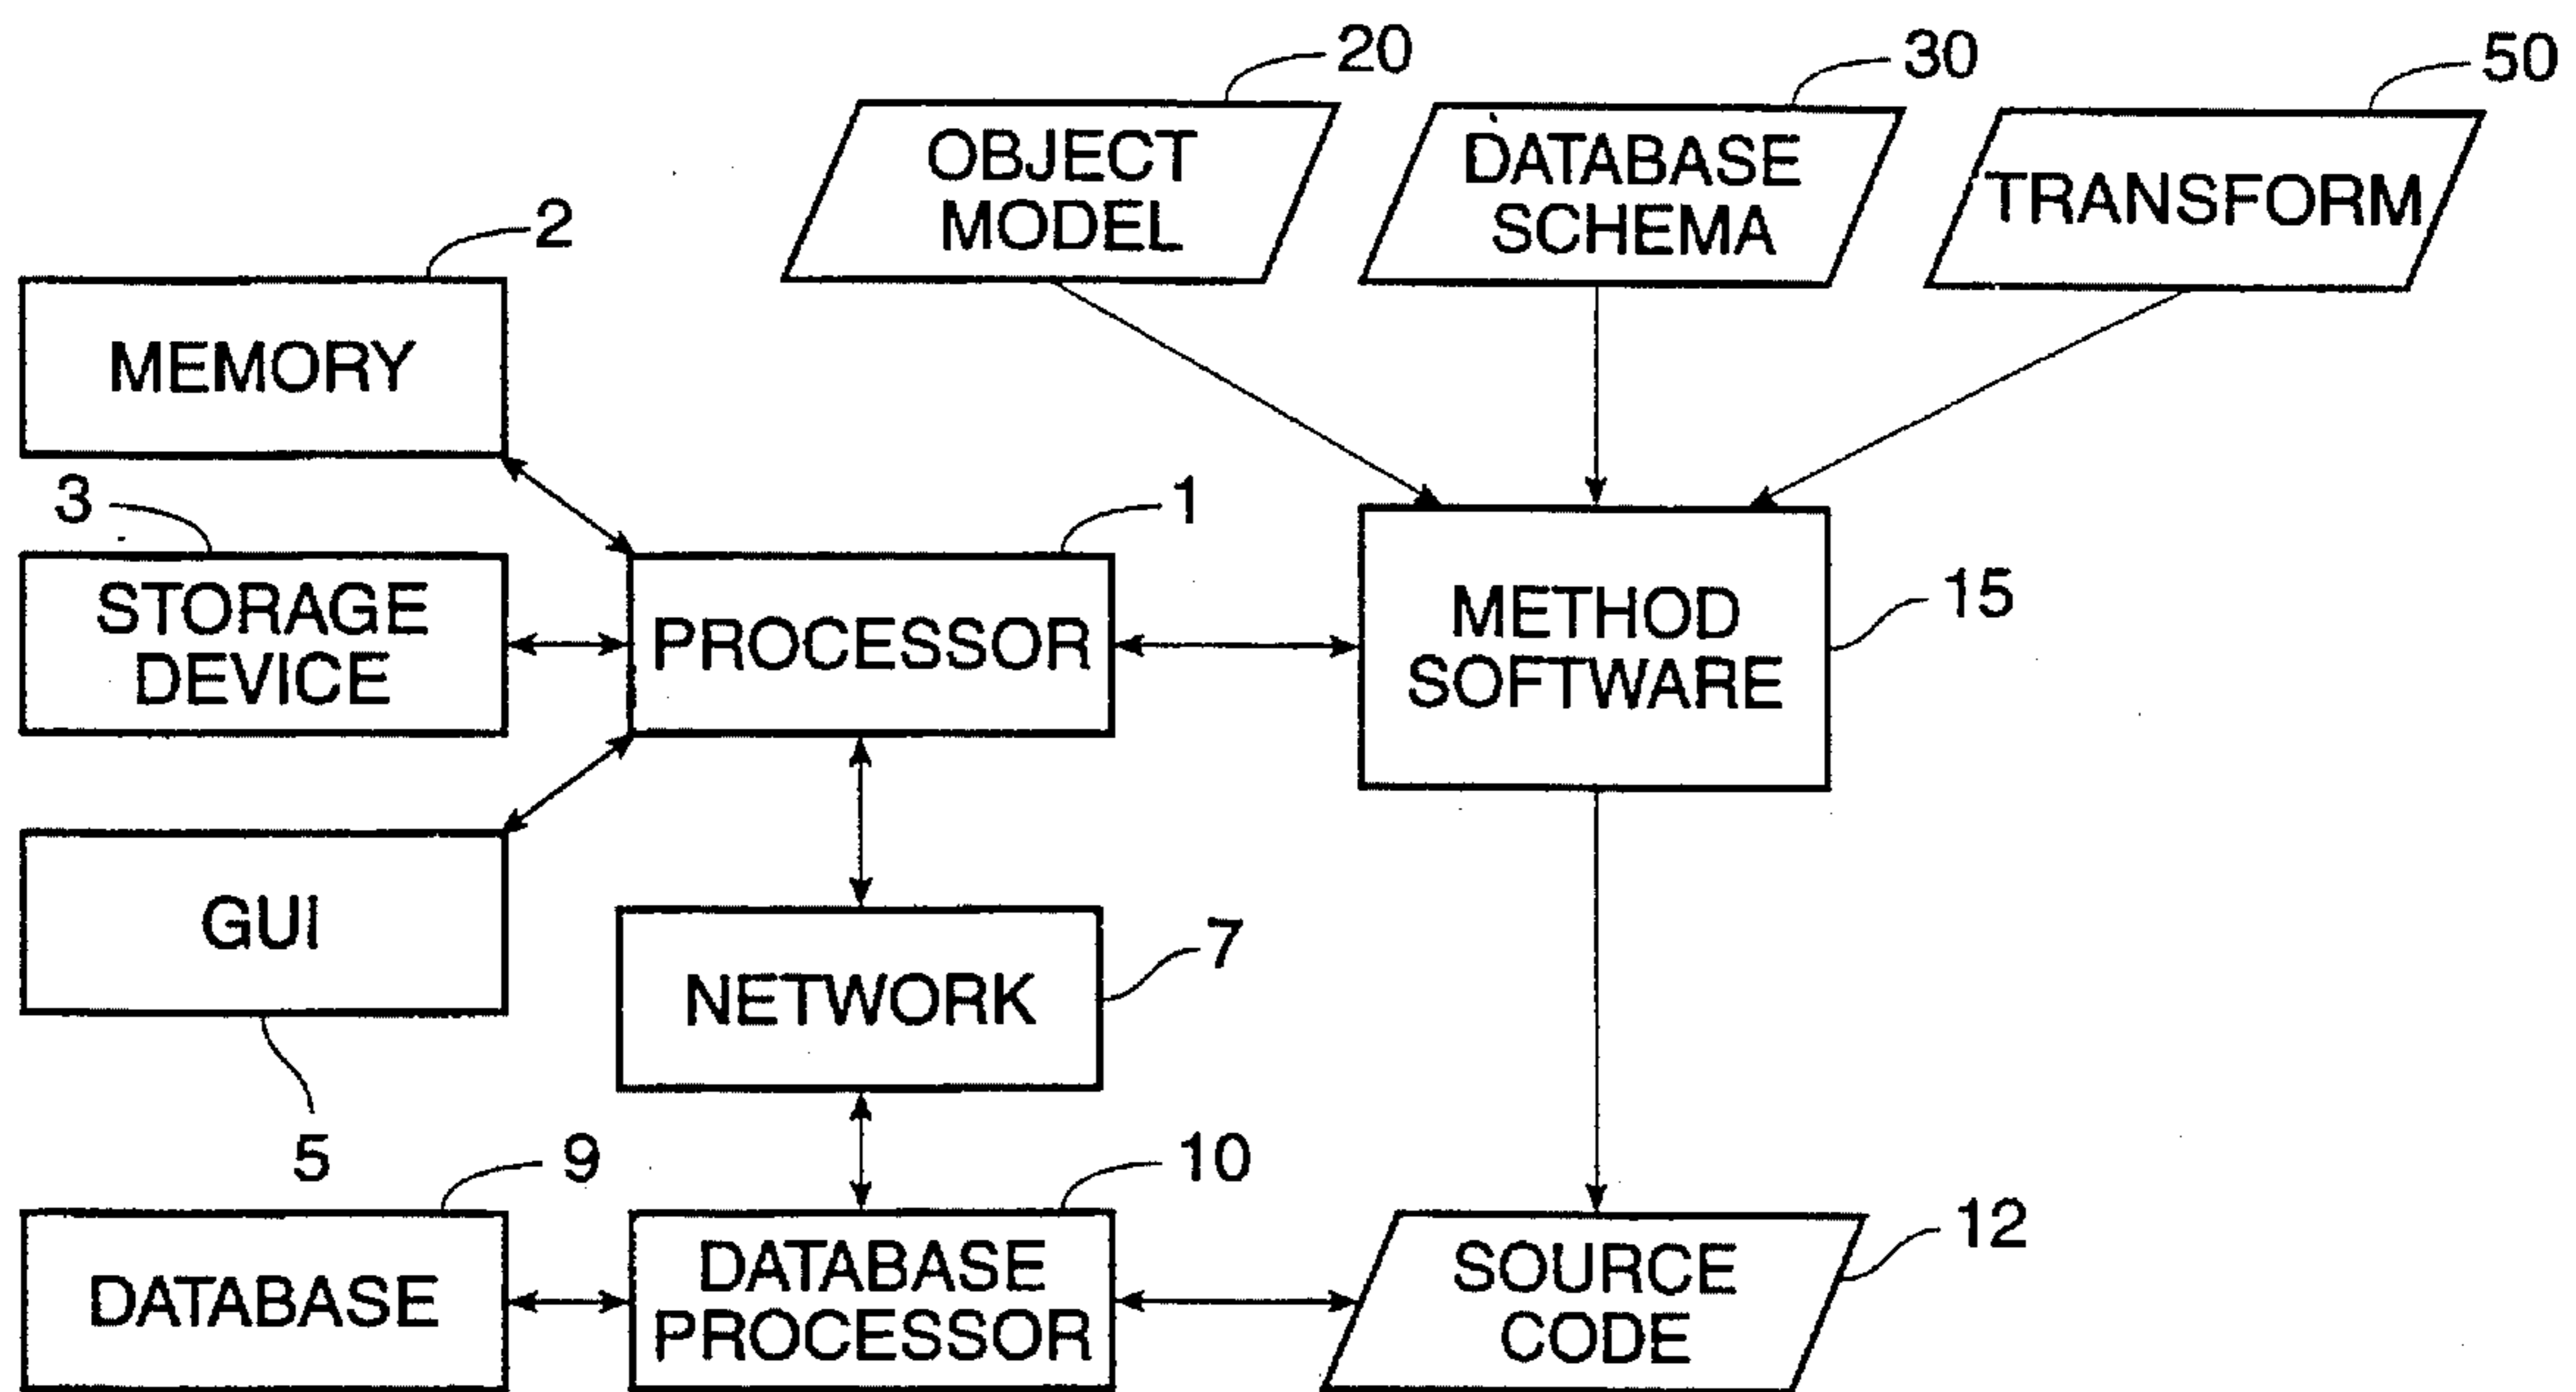 20
30
50
OBJECT
MODEL
DATABASE
SCHEMA
TRANSFORM
2
MEMORY
3
1
STORAGE
DEVICE
PROCESSOR
METHOD
SOFTWARE
15
GUI
NETWORK
7
5
9
10
12
DATABASE
DATABASE
PROCESSOR
SOURCE
CODE